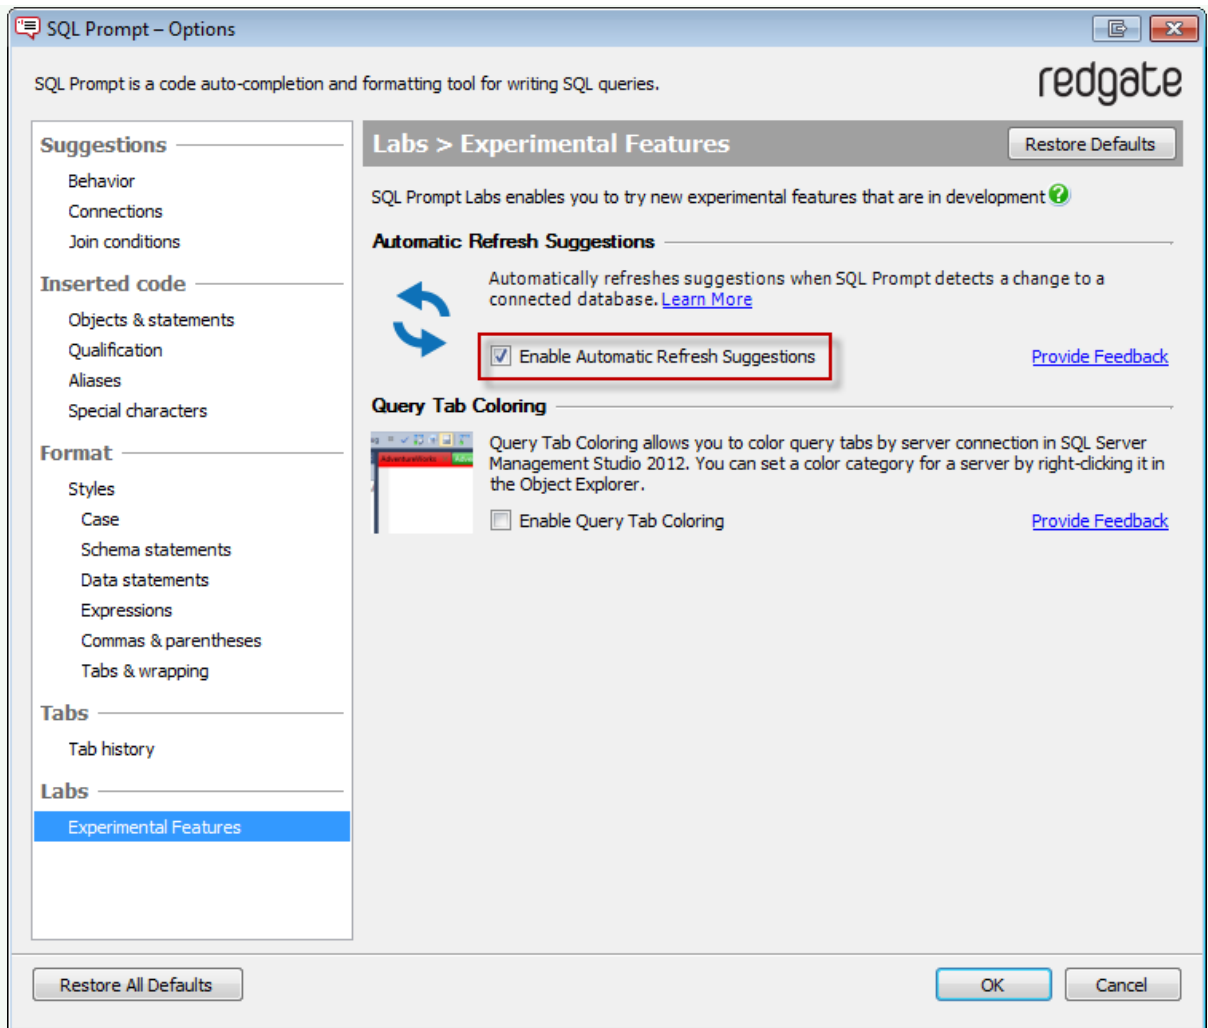 SQL Prompt – Options
SQL Prompt is a code auto-completion and formatting tool for writing SQL queries.
redgate
Suggestions
Behavior
Connections
Join conditions
Inserted code
Objects & statements
Qualification
Aliases
Special characters
Format
Styles
Case
Schema statements
Data statements
Expressions
Commas & parentheses
Tabs & wrapping
Tabs
Tab history
Labs
Experimental Features
Labs > Experimental Features
Restore Defaults
SQL Prompt Labs enables you to try new experimental features that are in development
Automatic Refresh Suggestions
Automatically refreshes suggestions when SQL Prompt detects a change to a
connected database. Learn More
Enable Automatic Refresh Suggestions
Provide Feedback
Query Tab Coloring
AdventureWorks
Query Tab Coloring allows you to color query tabs by server connection in SQL Server
Management Studio 2012. You can set a color category for a server by right-clicking it in
the Object Explorer.
Enable Query Tab Coloring
Provide Feedback
Restore All Defaults
OK
Cancel